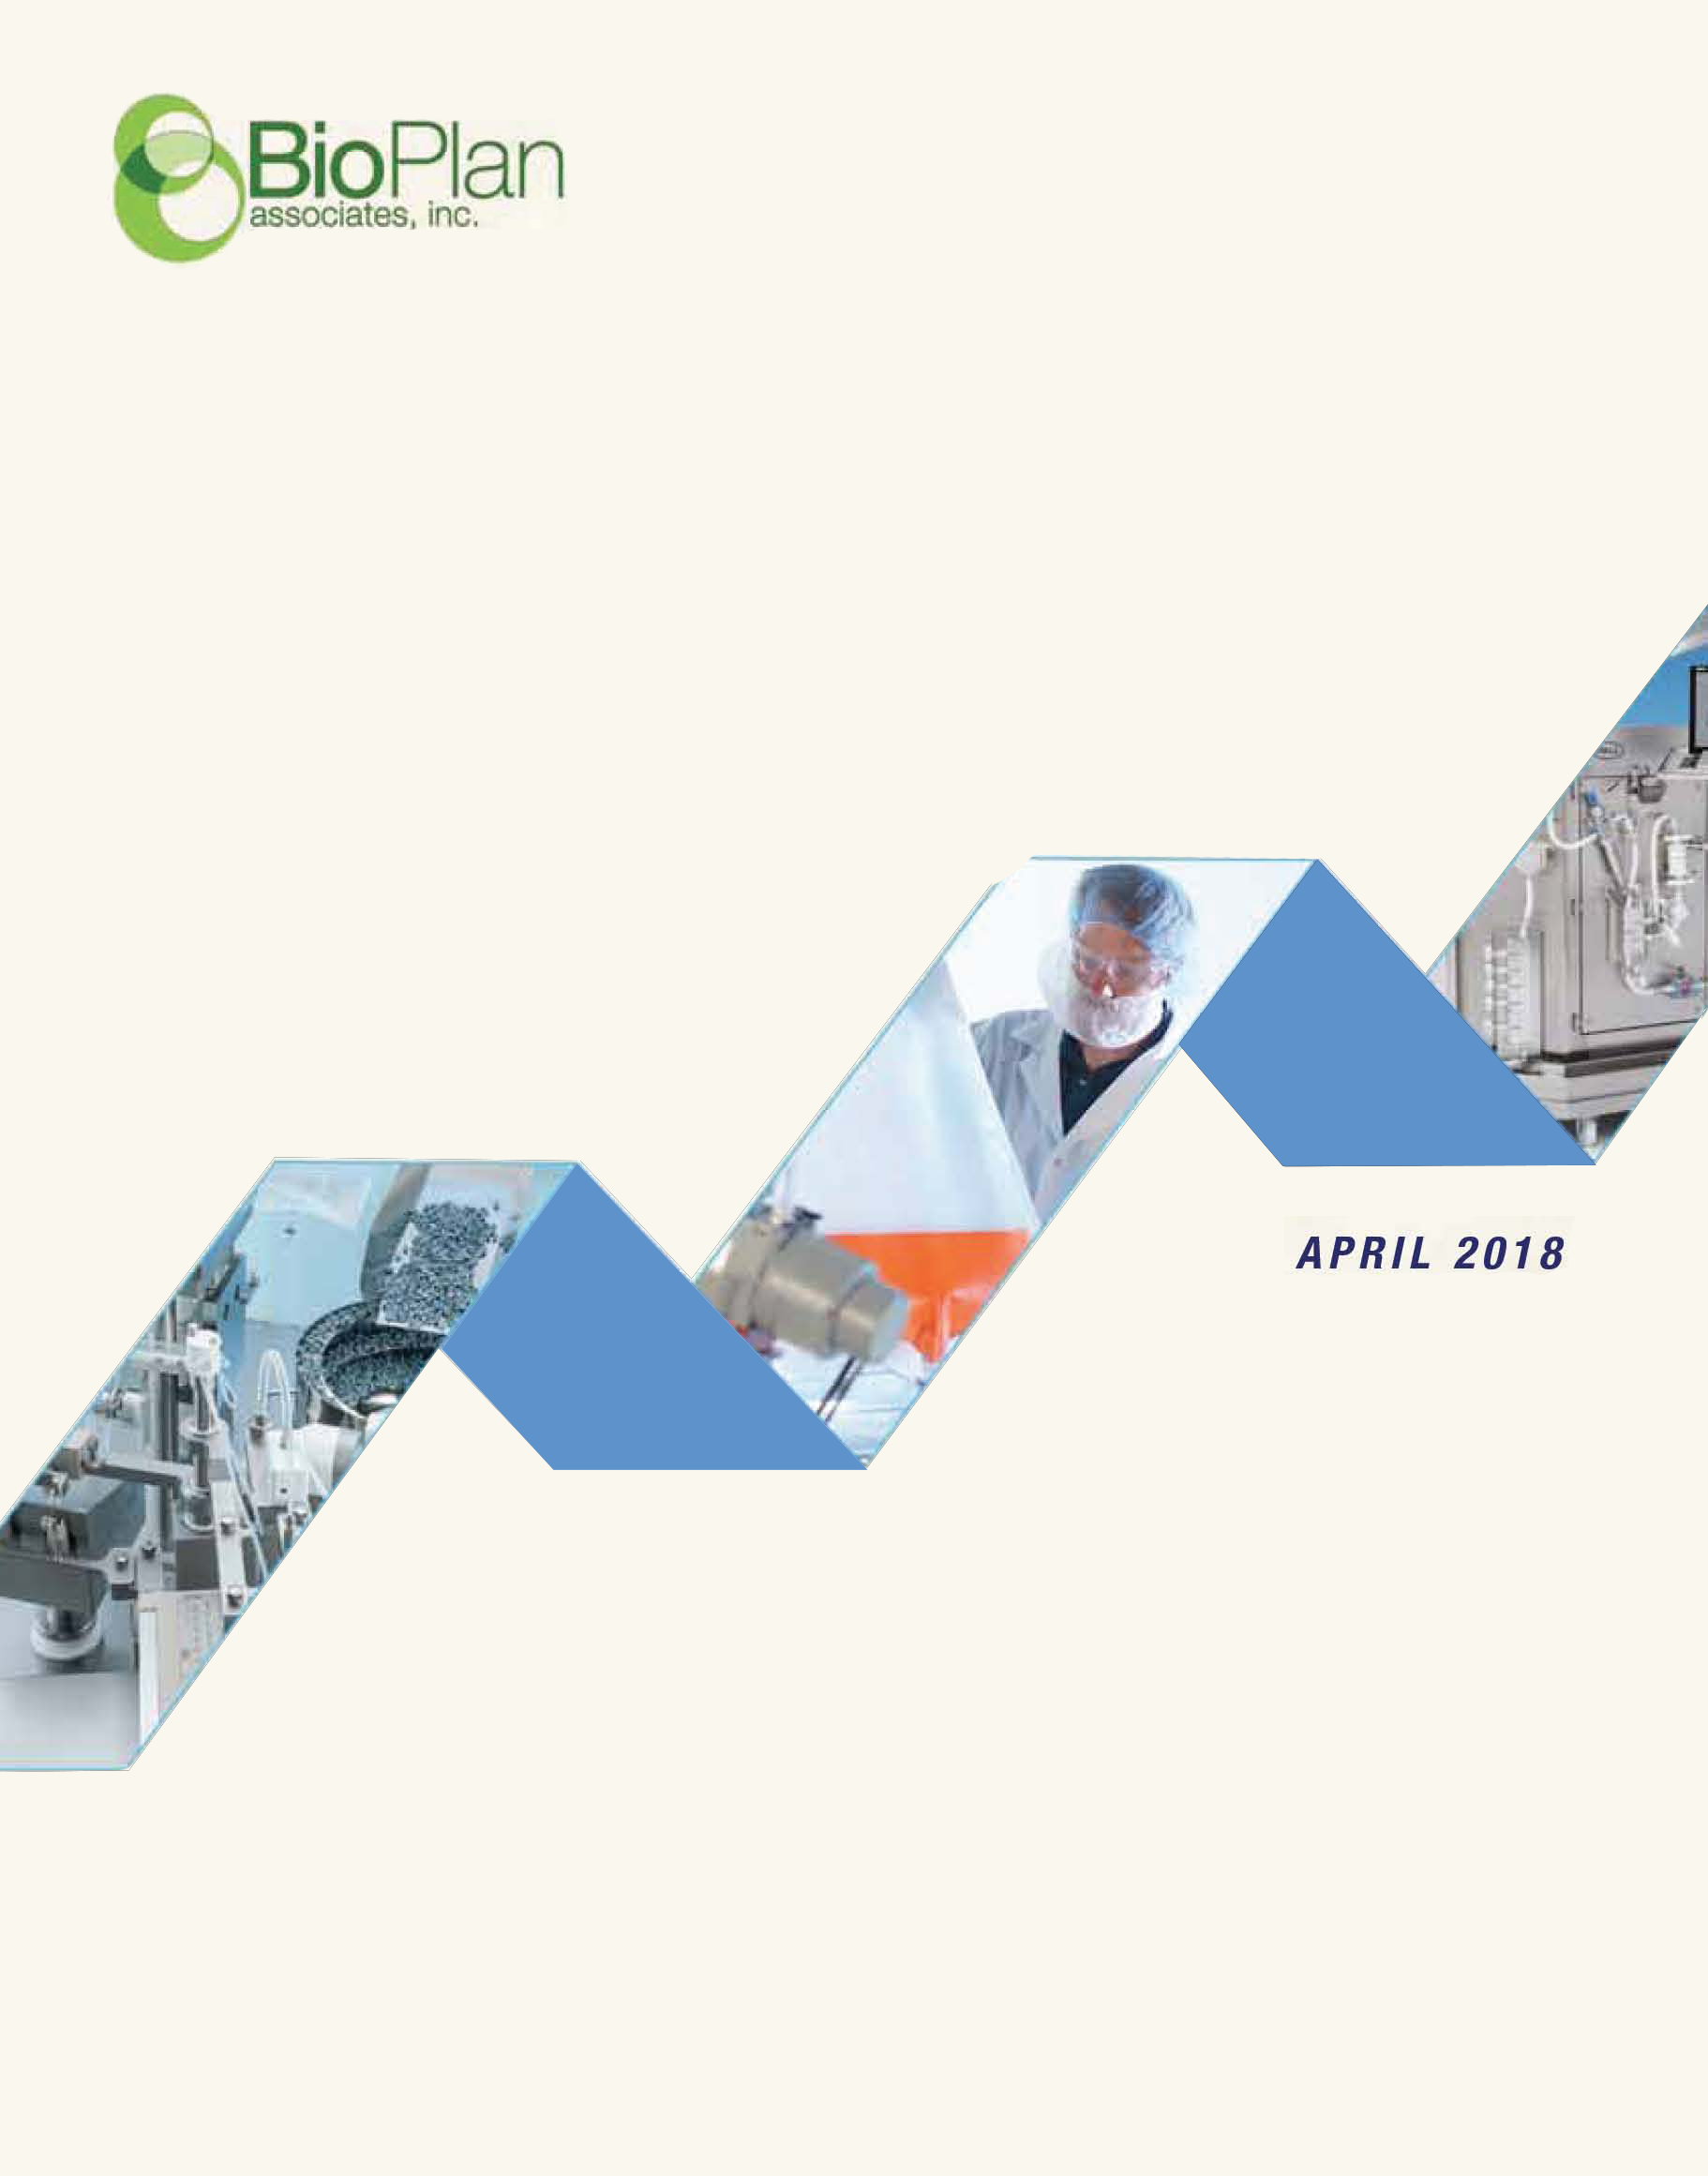 BioPlan
associates, inc.
APRIL 2018